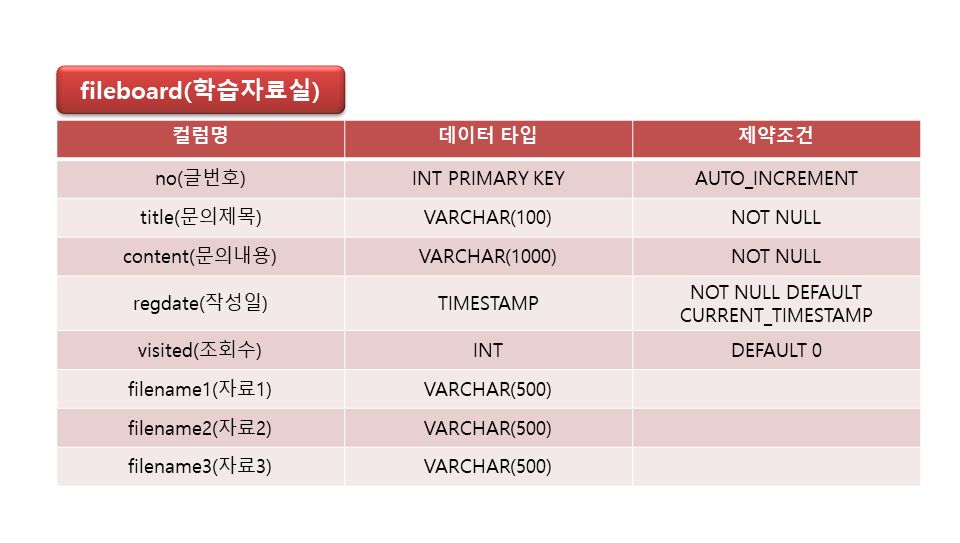 fileboard(학습자료실)
컬럼명 데이터 타입 제약조건
no(글번호) INT PRIMARY KEY AUTO_INCREMENT
title(문의제목) VARCHAR(100) NOT NULL
content(문의내용) VARCHAR(1000) NOT NULL
regdate(작성일) TIMESTAMP NOT NULL DEFAULT
CURRENT_TIMESTAMP
visited(조회수) INT DEFAULT 0
filename1(자료1) VARCHAR(500)
filename2(자료2) VARCHAR(500)
filename3(자료3) VARCHAR(500)